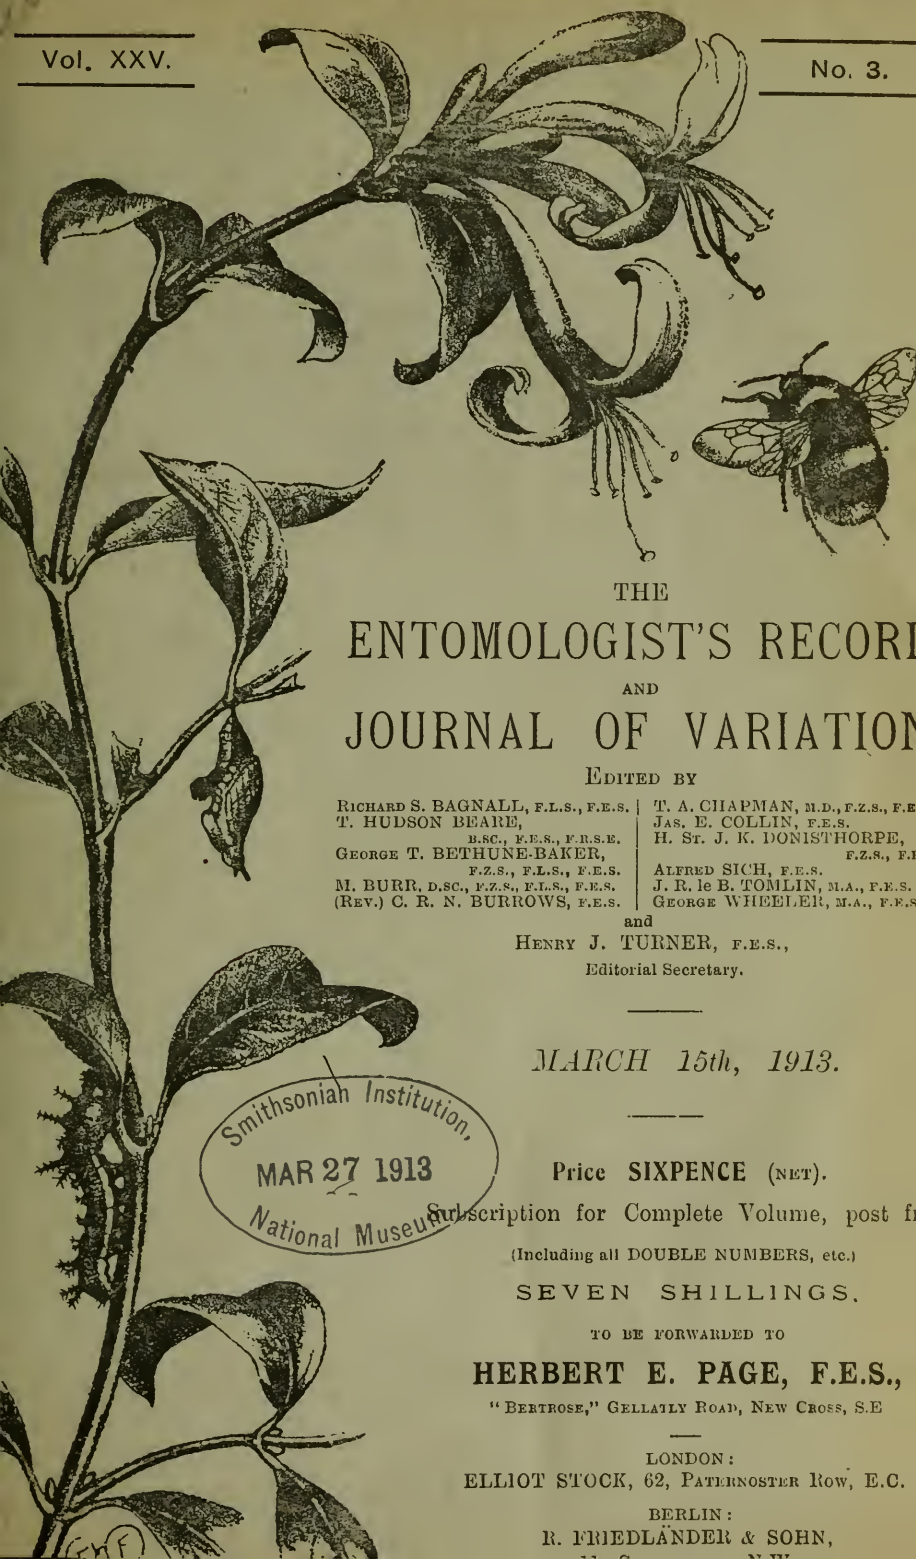 Vol. XXV.
No. 3.
THE
ENTOMOLOGIST'S RECORD
AND
JOURNAL OF VARIATION
EDITED BY
RICHARD S. BAGNALL, F.L.S., F.E.S.
T. HUDSON BEARE,
B.SC., F.E.S., F.R.S.E.
GEORGE T. BETHUNE-BAKER,
F.Z.S., F.L.S., F.E.S.
M. BURR, D.SC., F.Z.S., F.L.S., F.E.S.
(REV.) C. R. N. BURROWS, F.E.S.
T. A. CHAPMAN, M.D., F.Z.S., F.E
JAS. E. COLLIN, F.E.S.
H. ST. J. K. DONISTHORPE,
F.Z.S., F.E
ALFRED SICH, F.E.S.
J. R. le B. TOMLIN, M.A., F.E.S.
GEORGE WHEELER, M.A., F.E.S
and
HENRY J. TURNER, F.E.S.,
Editorial Secretary.
MARCH 15th, 1913.
Smithsonian Institution,
MAR 27 1913
National Museum
Price SIXPENCE (NET).
Subscription for Complete Volume, post fr
(Including all DOUBLE NUMBERS, etc.)
SEVEN SHILLINGS.
TO BE FORWARDED TO
HERBERT E. PAGE, F.E.S.,
"BERTROSE," GELLATLY ROAD, NEW CROSS, S.E
LONDON:
ELLIOT STOCK, 62, PATERNOSTER ROW, E.C.
BERLIN:
R. FRIEDLÄNDER & SOHN,